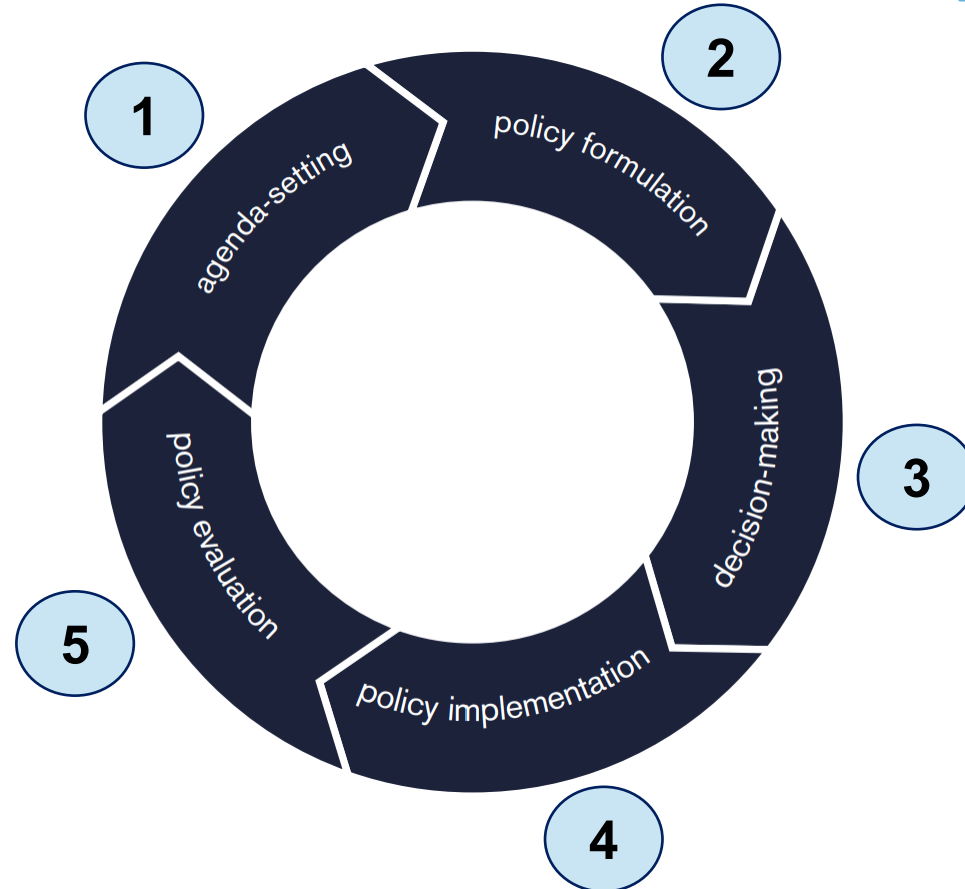 1
agenda-setting
2
policy formulation
3
decision-making
4
policy implementation
5
policy evaluation